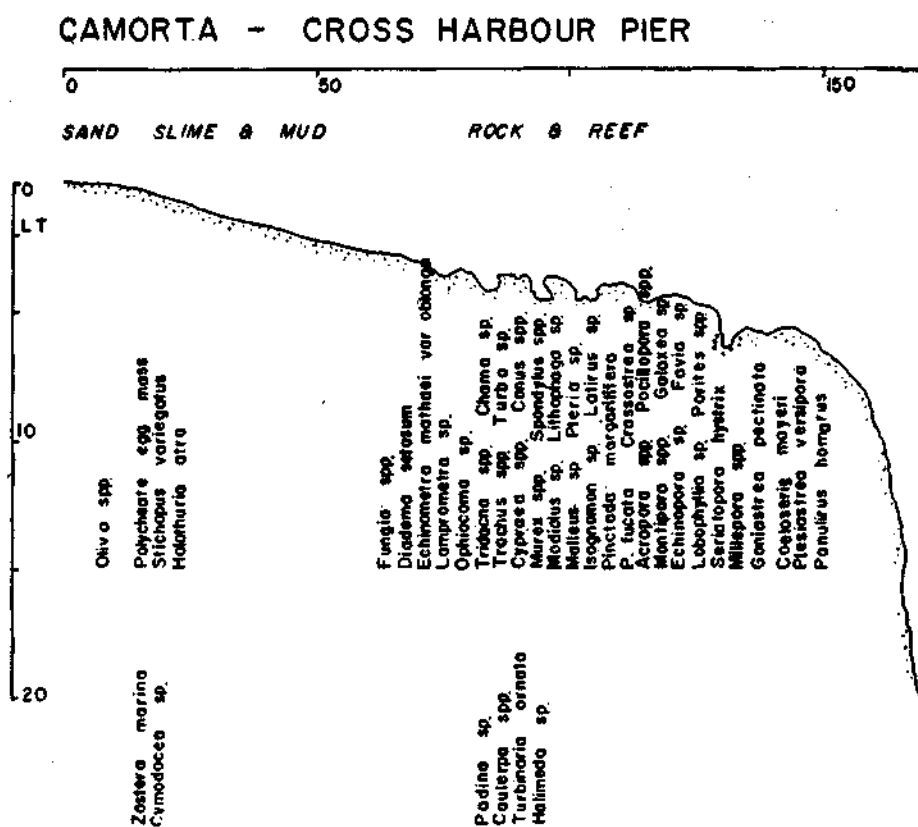 CAMORTA - CROSS HARBOUR PIER
0 50 150
SAND SLIME & MUD ROCK & REEF
0
LT
10
20
Oliva spp.
Polycheate egg mass
Stichopus variegatus
Holothuria atra
Fungia spp.
Diadema setosum
Echinometra mathaei var oblonga
Lamprometra sp.
Ophiocoma sp.
Tridacna spp. Chama sp.
Trochus spp Turbo sp.
Cypraea spp. Conus spp.
Murex spp. Spondylus spp.
Modiolus sp. Lithophaga sp.
Malleus sp Pteria sp.
Isognomon sp. Latirus sp.
Pinctada margaritifera
P. fucata Crassostrea sp
Acropora spp. Pocillopora spp.
Montipora spp. Galaxea sp.
Echinopora sp. Favia sp.
Lobophyllia sp. Porites spp.
Seriatopora hystrix
Millepora spp.
Goniastrea pectinata
Coeloseris mayeri
Plesiastrea versipora
Panulirus homarus
Zostera marina
Cymodocea sp.
Padina sp.
Caulerpa spp.
Turbinaria ornata
Halimeda sp.